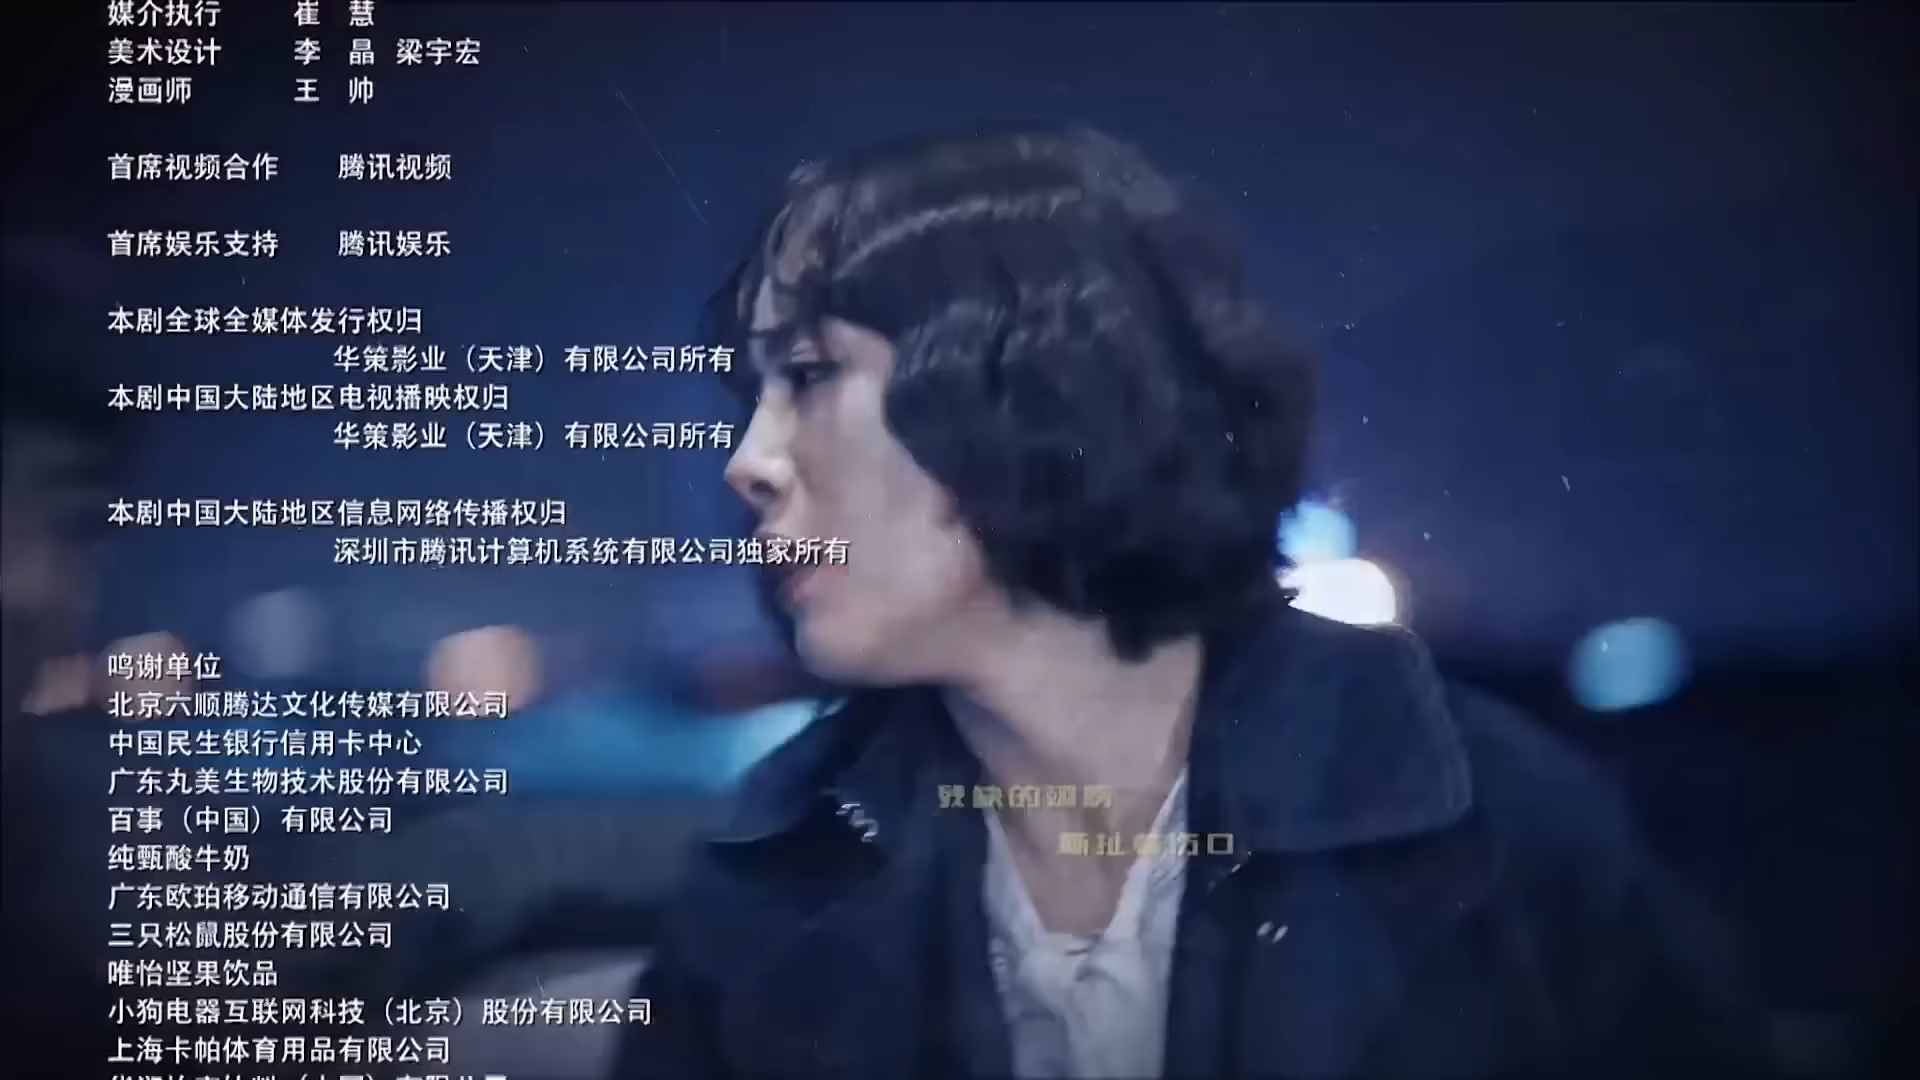 媒介执行 崔 慧
美术设计 李 晶 梁宇宏
漫画师 王 帅
首席视频合作 腾讯视频
首席娱乐支持 腾讯娱乐
本剧全球全媒体发行权归
华策影业（天津）有限公司所有
本剧中国大陆地区电视播映权归
华策影业（天津）有限公司所有
本剧中国大陆地区信息网络传播权归
深圳市腾讯计算机系统有限公司独家所有
鸣谢单位
北京六顺腾达文化传媒有限公司
中国民生银行信用卡中心
广东丸美生物技术股份有限公司
百事（中国）有限公司
纯甄酸牛奶
广东欧珀移动通信有限公司
三只松鼠股份有限公司
唯怡坚果饮品
小狗电器互联网科技（北京）股份有限公司
上海卡帕体育用品有限公司
残缺的翅膀
撕扯着伤口